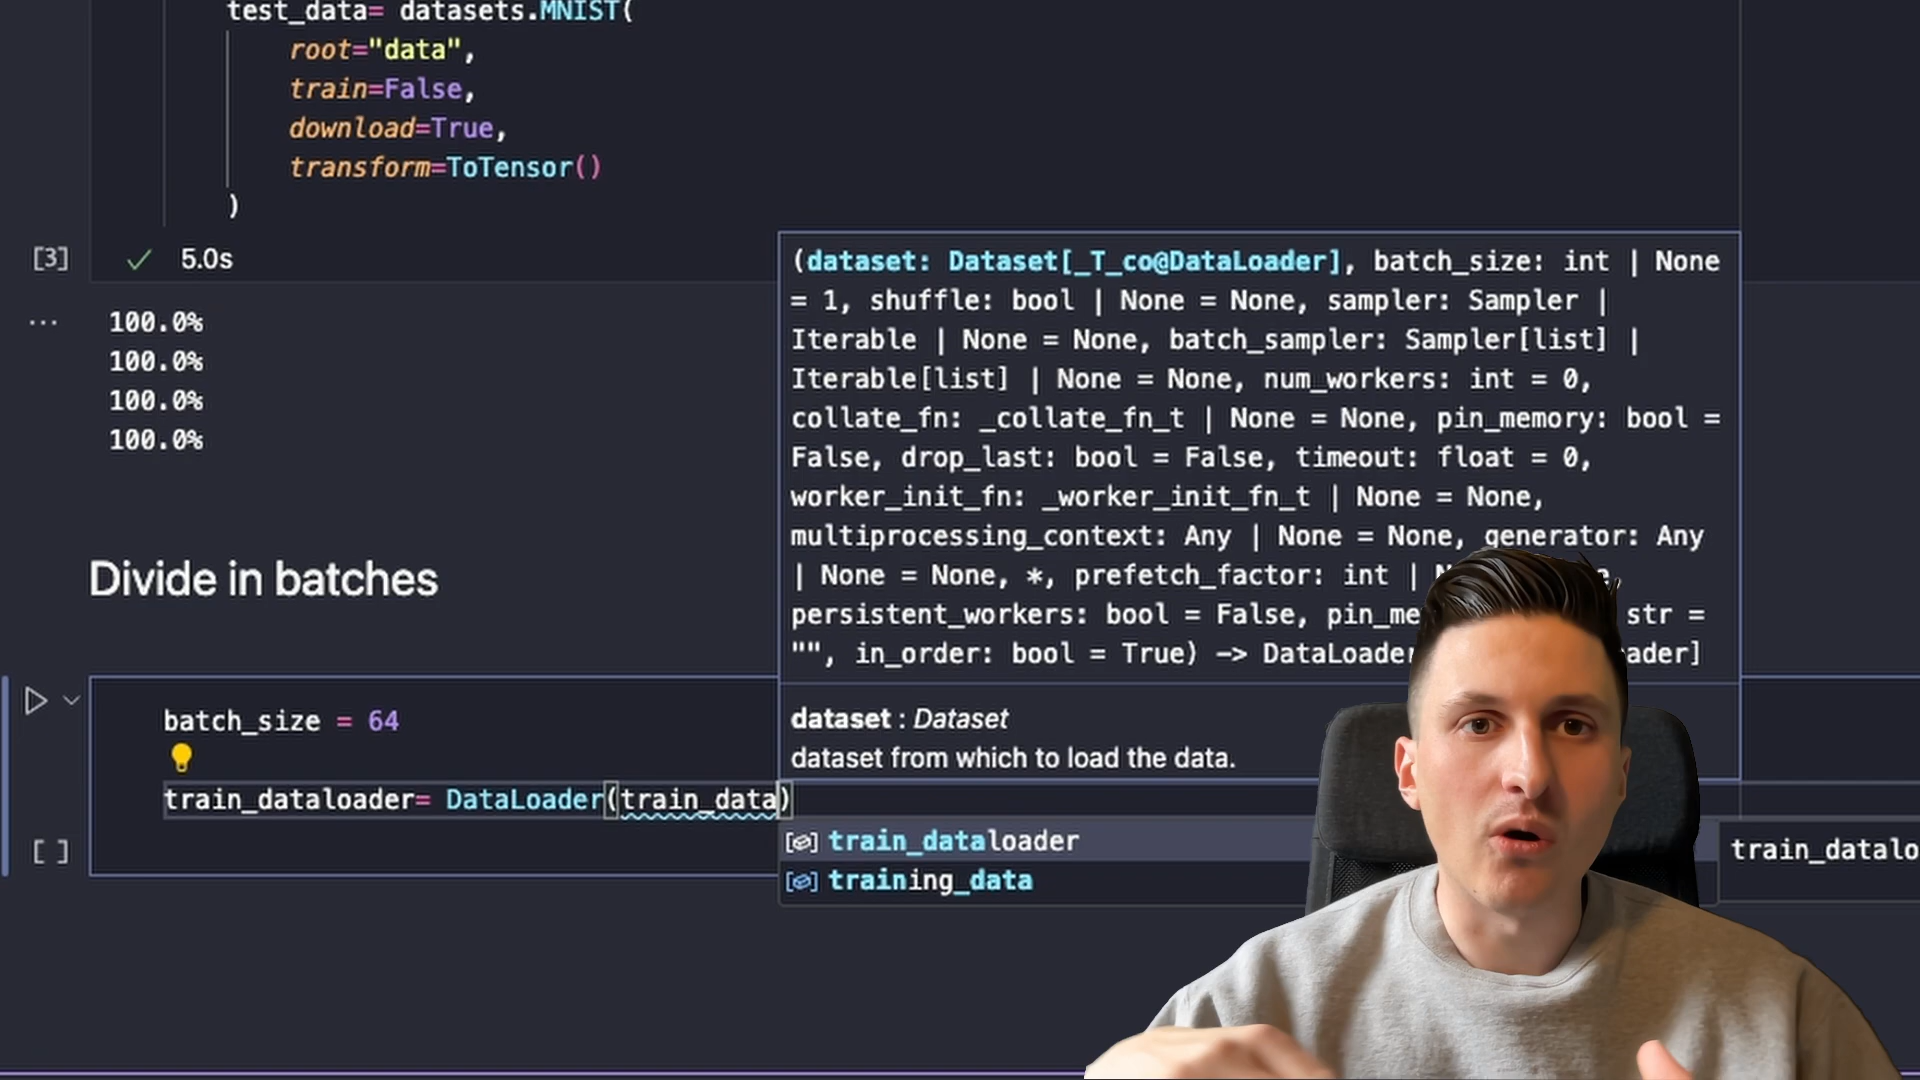 test_data= datasets.MNIST(
root="data",
train=False,
download=True,
transform=ToTensor()
)
[3]
5.0s
100.0%
100.0%
100.0%
100.0%
(dataset: Dataset[_T_co@DataLoader], batch_size: int | None
= 1, shuffle: bool | None = None, sampler: Sampler |
Iterable | None = None, batch_sampler: Sampler[list] |
Iterable[list] | None = None, num_workers: int = 0,
collate_fn: _collate_fn_t | None = None, pin_memory: bool =
False, drop_last: bool = False, timeout: float = 0,
worker_init_fn: _worker_init_fn_t | None = None,
multiprocessing_context: Any | None = None, generator: Any
| None = None, *, prefetch_factor: int |
persistent_workers: bool = False, str =
"", in_order: bool = True) -> DataLoader
dataset : Dataset
dataset from which to load the data.
Divide in batches
batch_size = 64
train_dataloader= DataLoader(train_data)
train_dataloader
training_data
train_datalo
[ ]